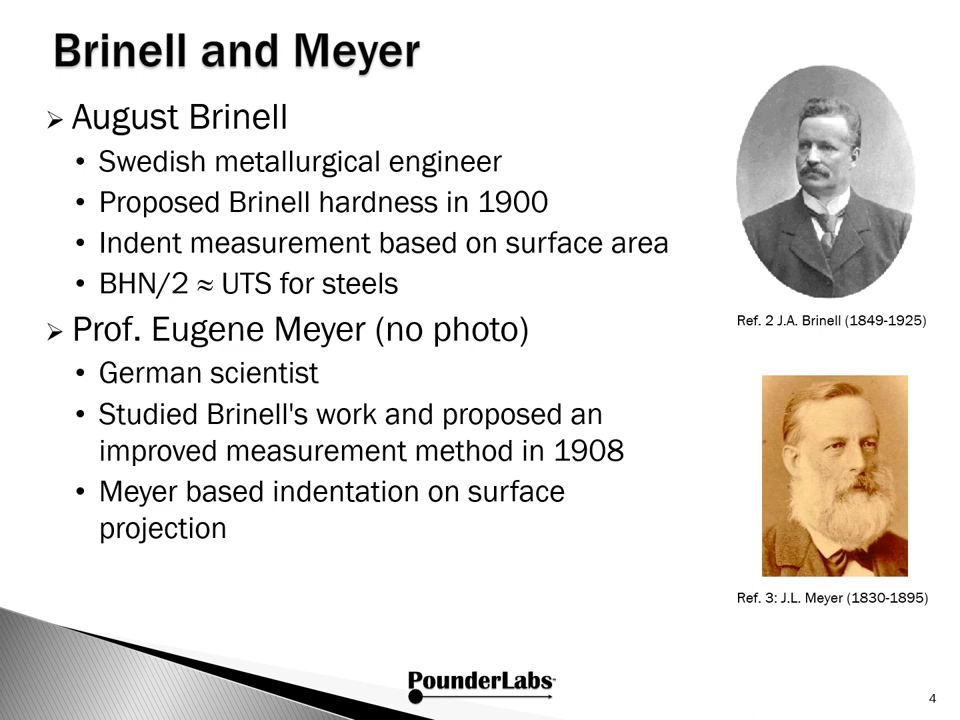 Brinell and Meyer
➢ August Brinell
• Swedish metallurgical engineer
• Proposed Brinell hardness in 1900
• Indent measurement based on surface area
• BHN/2 ≈ UTS for steels
➢ Prof. Eugene Meyer (no photo)
• German scientist
• Studied Brinell's work and proposed an
improved measurement method in 1908
• Meyer based indentation on surface
projection
Ref. 2 J.A. Brinell (1849-1925)
Ref. 3: J.L. Meyer (1830-1895)
PounderLabs
4